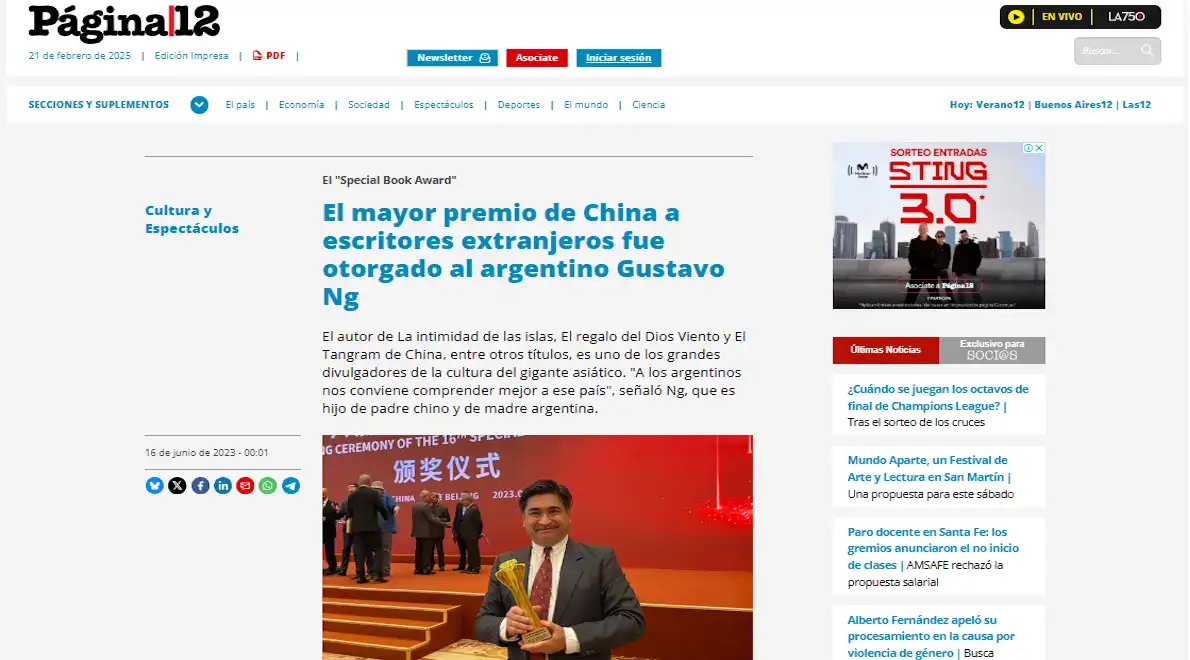 Página|12
EN VIVO
LA750
21 de febrero de 2025 | Edición Impresa | PDF |
Newsletter
Asociate
Iniciar sesión
Buscar...
SECCIONES Y SUPLEMENTOS
El país | Economía | Sociedad | Espectáculos | Deportes | El mundo | Ciencia
Hoy: Verano12 | Buenos Aires12 | Las12
El "Special Book Award"
Cultura y
Espectáculos
El mayor premio de China a
escritores extranjeros fue
otorgado al argentino Gustavo
Ng
El autor de La intimidad de las islas, El regalo del Dios Viento y El
Tangram de China, entre otros títulos, es uno de los grandes
divulgadores de la cultura del gigante asiático. "A los argentinos
nos conviene comprender mejor a ese país", señaló Ng, que es
hijo de padre chino y de madre argentina.
16 de junio de 2023 - 00:01
NG CEREMONY OF THE 16TH SPECIAL
颁奖仪式
CHINA
BEIJING 2023.0
SORTEO ENTRADAS
STING
3.0*
Asociate a Página12
Y PARTICIPA
Últimas Noticias
Exclusivo para
SOCI@S
¿Cuándo se juegan los octavos de
final de Champions League? |
Tras el sorteo de los cruces
Mundo Aparte, un Festival de
Arte y Lectura en San Martín |
Una propuesta para este sábado
Paro docente en Santa Fe: los
gremios anunciaron el no inicio
de clases | AMSAFE rechazó la
propuesta salarial
Alberto Fernández apeló su
procesamiento en la causa por
violencia de género | Busca